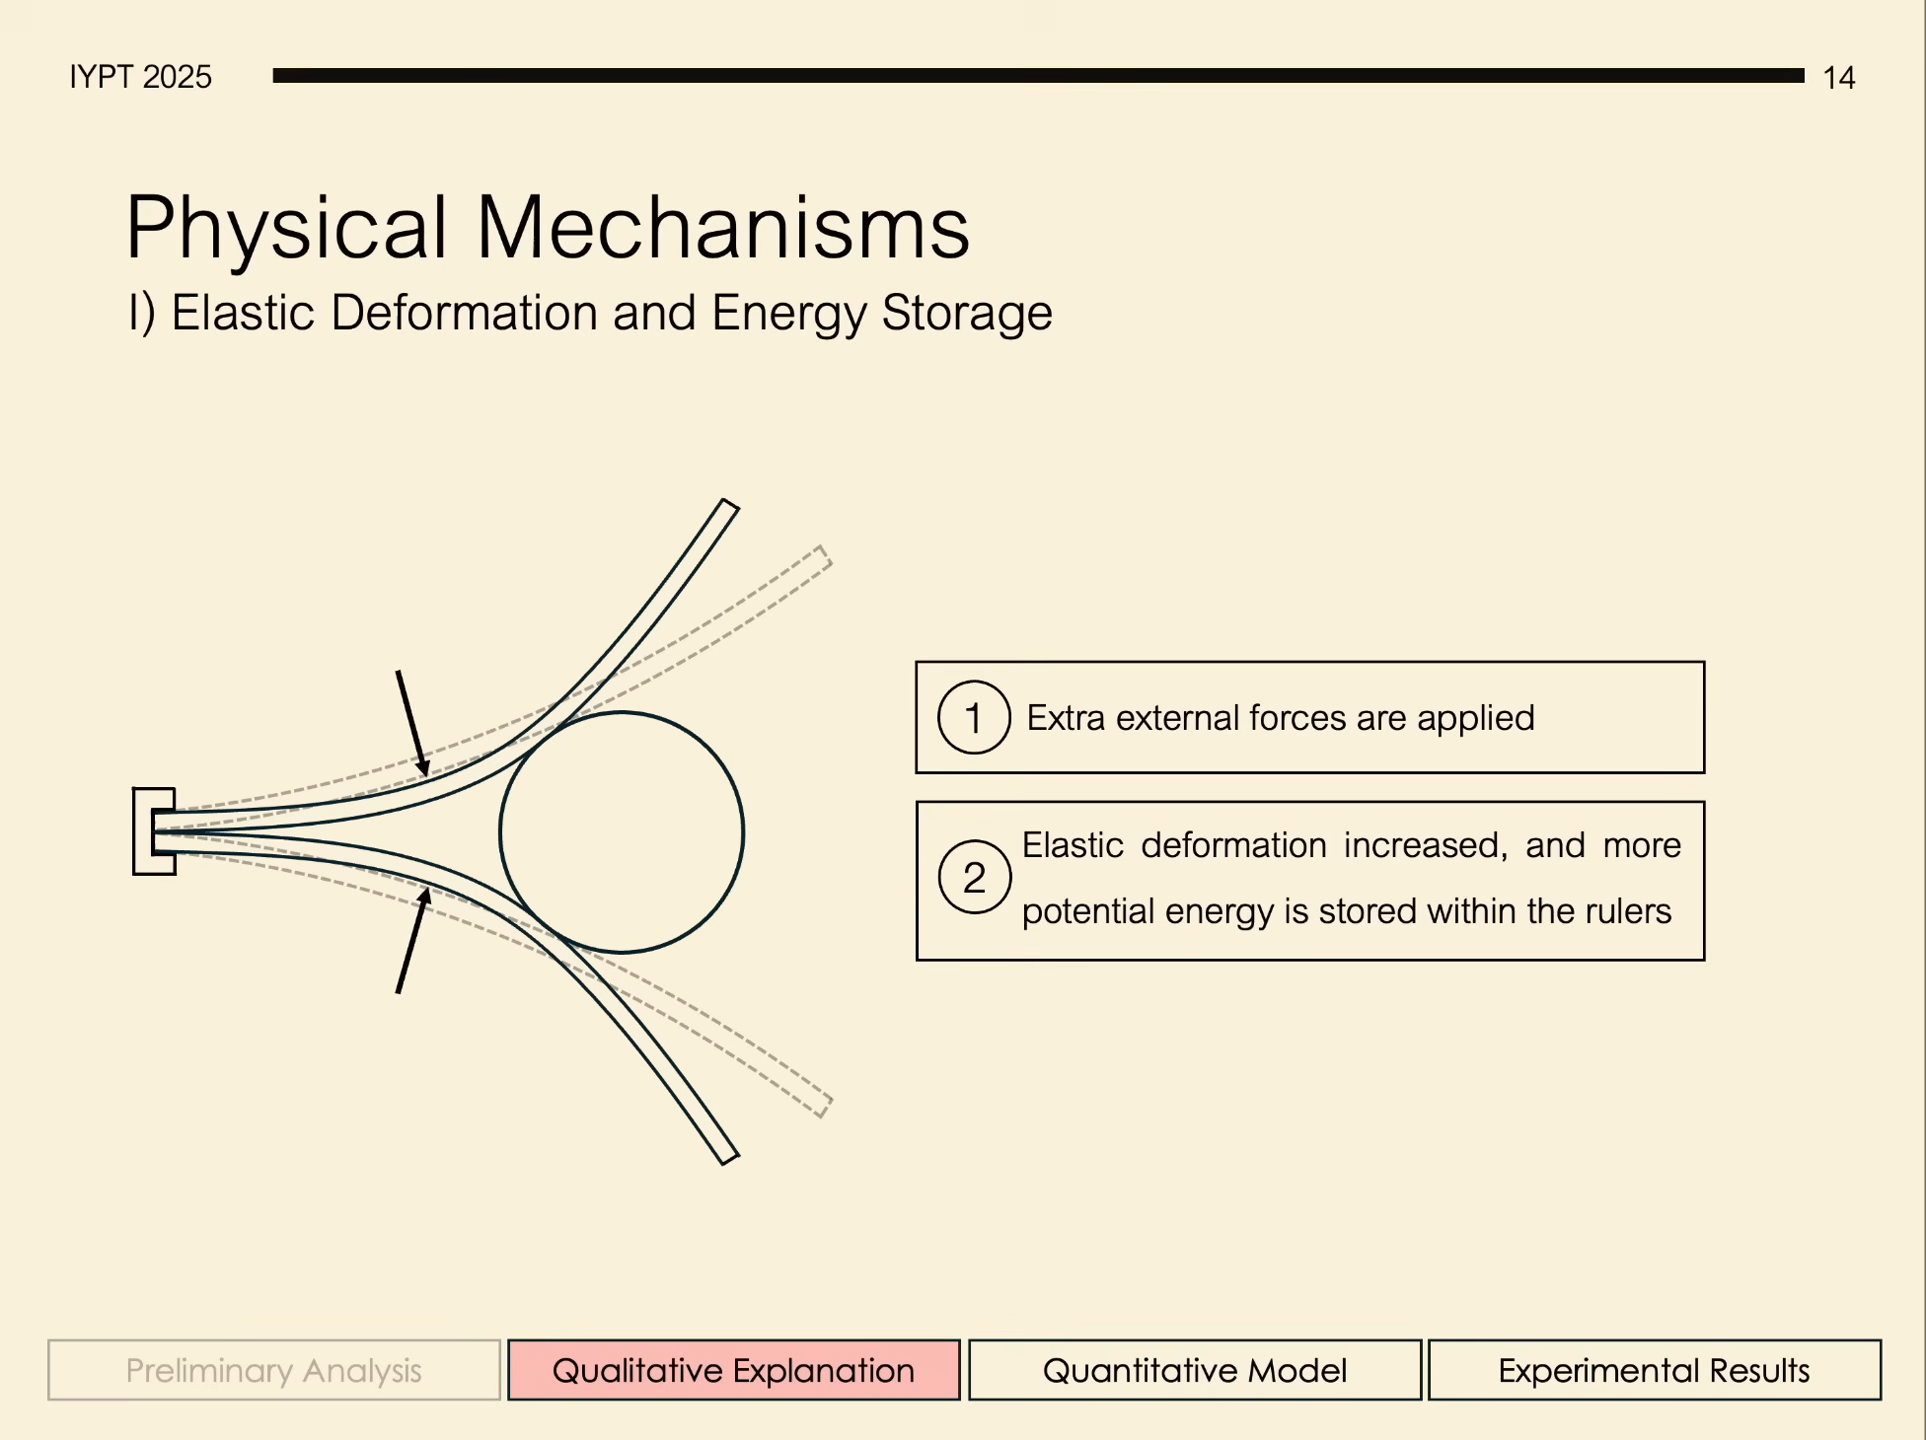 IYPT 2025
14
Physical Mechanisms
I) Elastic Deformation and Energy Storage
1 Extra external forces are applied
2 Elastic deformation increased, and more
potential energy is stored within the rulers
Preliminary Analysis
Qualitative Explanation
Quantitative Model
Experimental Results